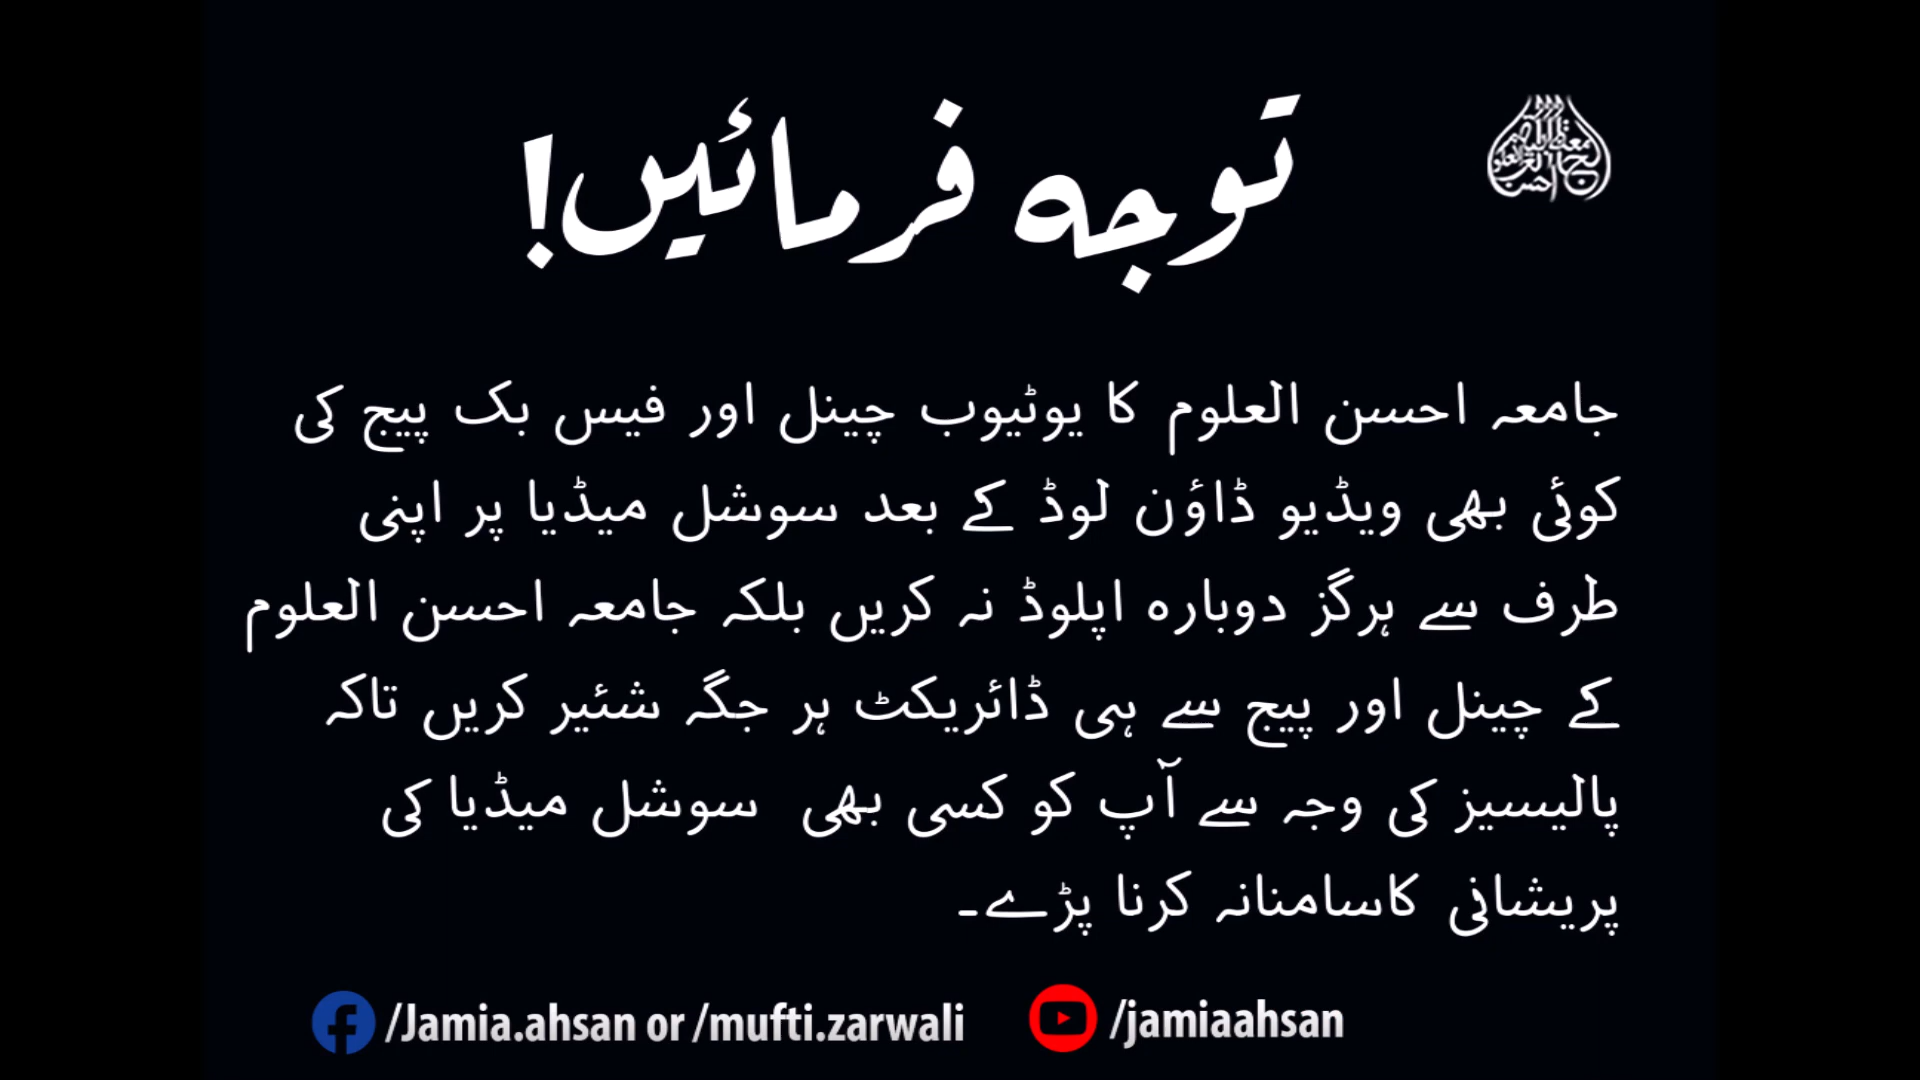 توجہ فرمائیں!
جامعہ احسن العلوم کا یوٹیوب چینل اور فیس بک پیج کی
کوئی بھی ویڈیو ڈاؤن لوڈ کے بعد سوشل میڈیا پر اپنی
طرف سے ہرگز دوبارہ اپلوڈ نہ کریں بلکہ جامعہ احسن العلوم
کے چینل اور پیج سے ہی ڈائریکٹ ہر جگہ شئیر کریں تاکہ
پالیسیز کی وجہ سے آپ کو کسی بھی سوشل میڈیا کی
پریشانی کاسامنانہ کرنا پڑے۔
/Jamia.ahsan or /mufti.zarwali
/jamiaahsan